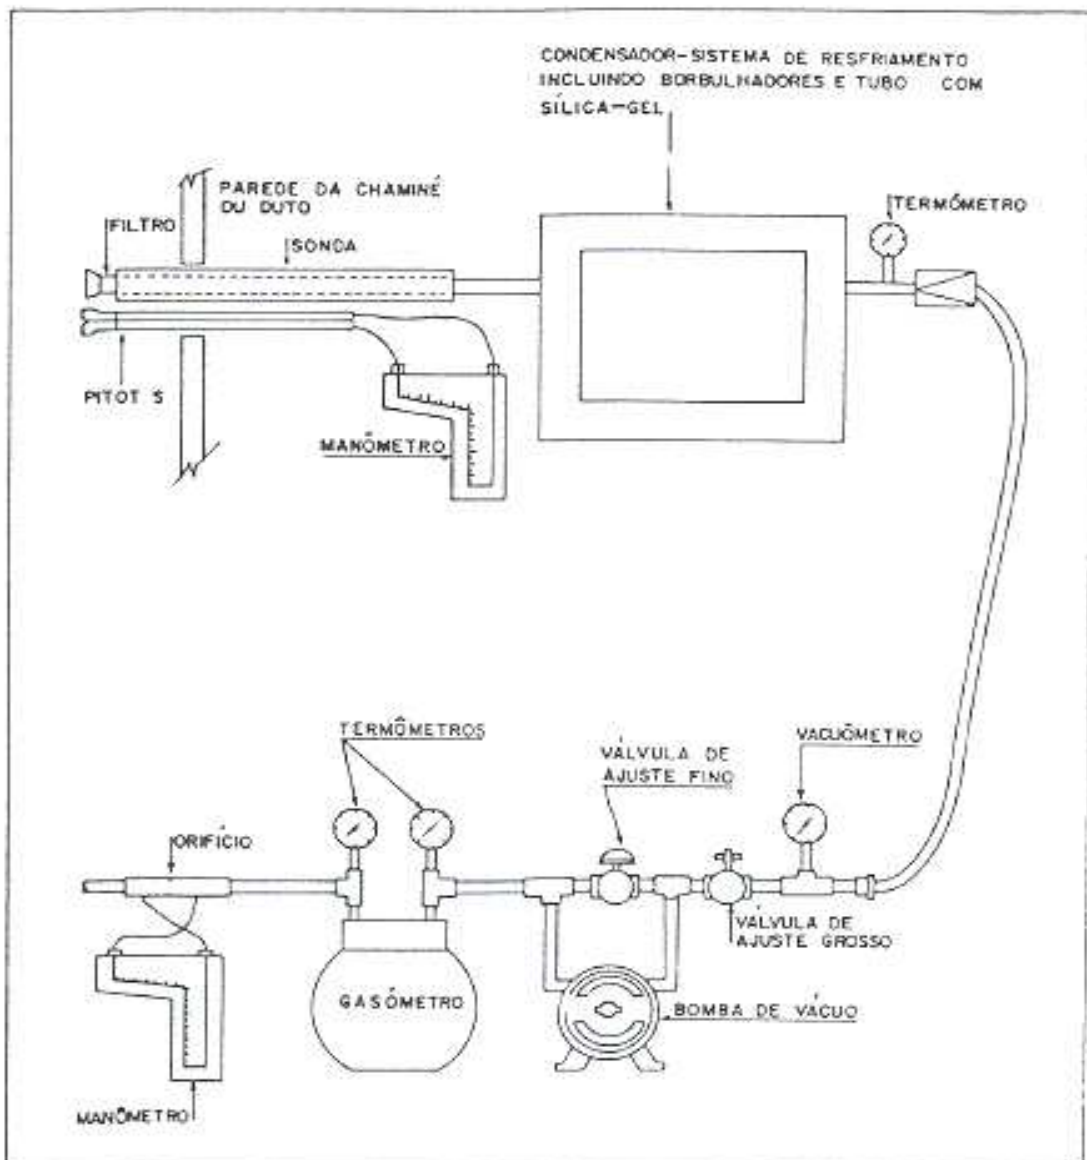 CONDENSADOR-SISTEMA DE RESFRIAMENTO
INCLUINDO BORBULHADORES E TUBO COM
SÍLICA-GEL
PAREDE DA CHAMINÉ
OU DUTO
FILTRO
SONDA
TERMÔMETRO
PITOT S
MANÔMETRO
TERMÔMETROS
VÁLVULA DE
AJUSTE FINO
VACUÔMETRO
ORIFÍCIO
VÁLVULA DE
AJUSTE GROSSO
GASÔMETRO
BOMBA DE VÁCUO
MANÔMETRO